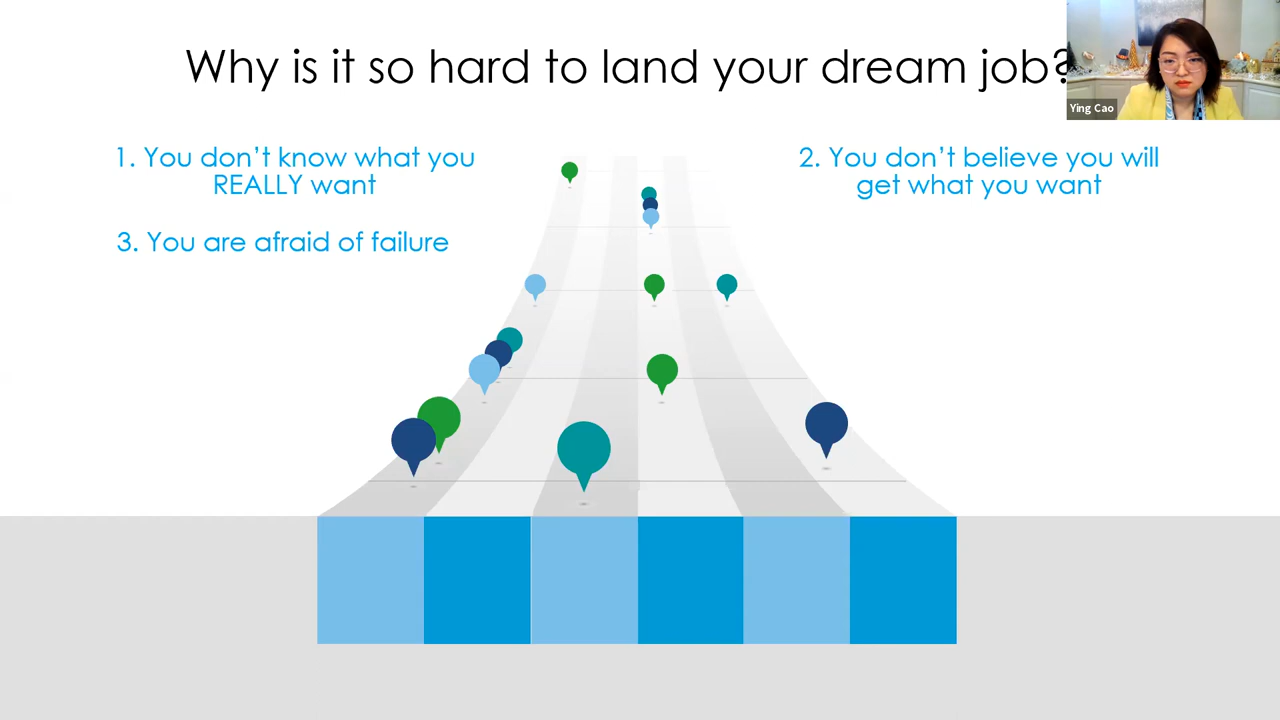 Why is it so hard to land your dream job?
Ying Cao
1. You don't know what you
REALLY want
2. You don't believe you will
get what you want
3. You are afraid of failure